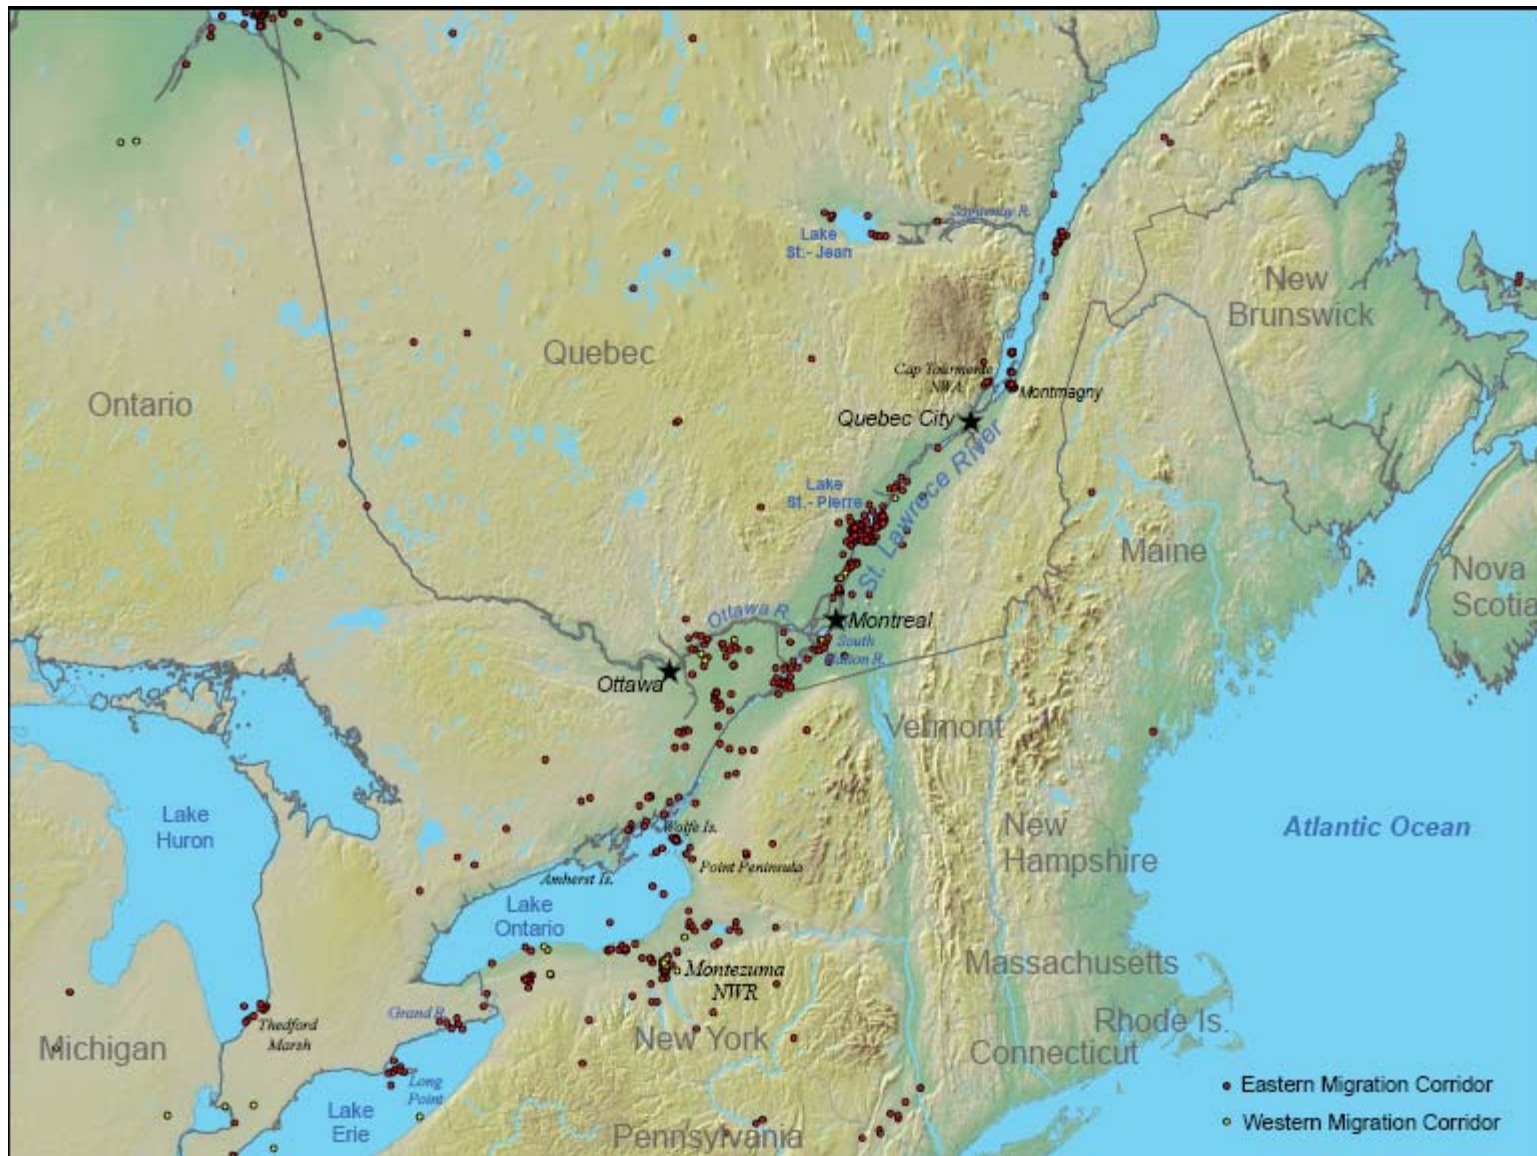 Saguenay R.
Lake
St.- Jean
New
Brunswick
Quebec
Ontario
Cap Tourmente
NWA
Montmagny
Quebec City
St. Lawrece River
Lake
St.- Pierre
Maine
Nova
Scotia
Ottawa R.
Montreal
South
Nation R.
Ottawa
Vermont
Lake
Huron
Atlantic Ocean
New
Hampshire
Wolfe Is.
Point Peninsula
Amherst Is.
Lake
Ontario
Massachusetts
Montezuma
NWR
Grand R.
Thedford
Marsh
Rhode Is.
New York
Michigan
Connecticut
Long
Point
Lake
Erie
Pennsylvania
Eastern Migration Corridor
Western Migration Corridor